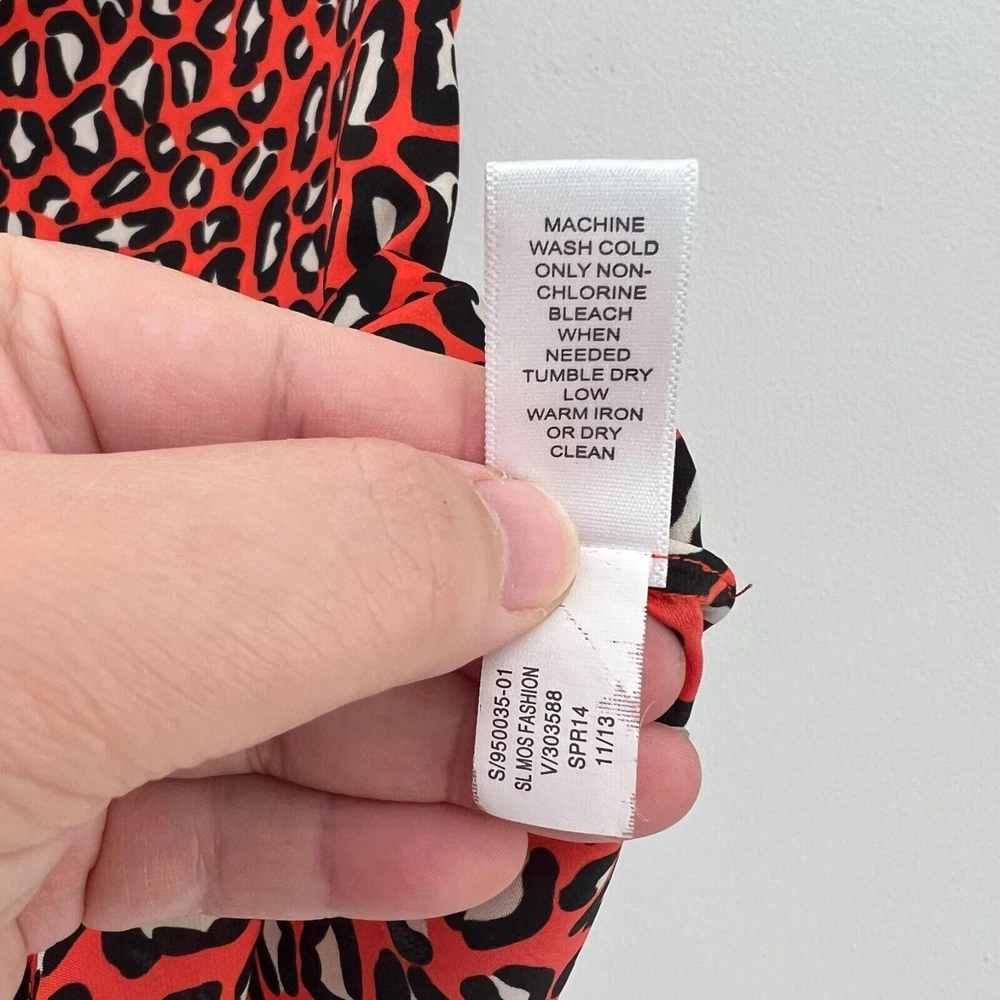 MACHINE
WASH COLD
ONLY NON-
CHLORINE
BLEACH
WHEN
NEEDED
TUMBLE DRY
LOW
WARM IRON
OR DRY
CLEAN
S/950035-01
SL MOS FASHION
V/303588
SPR14
11/13